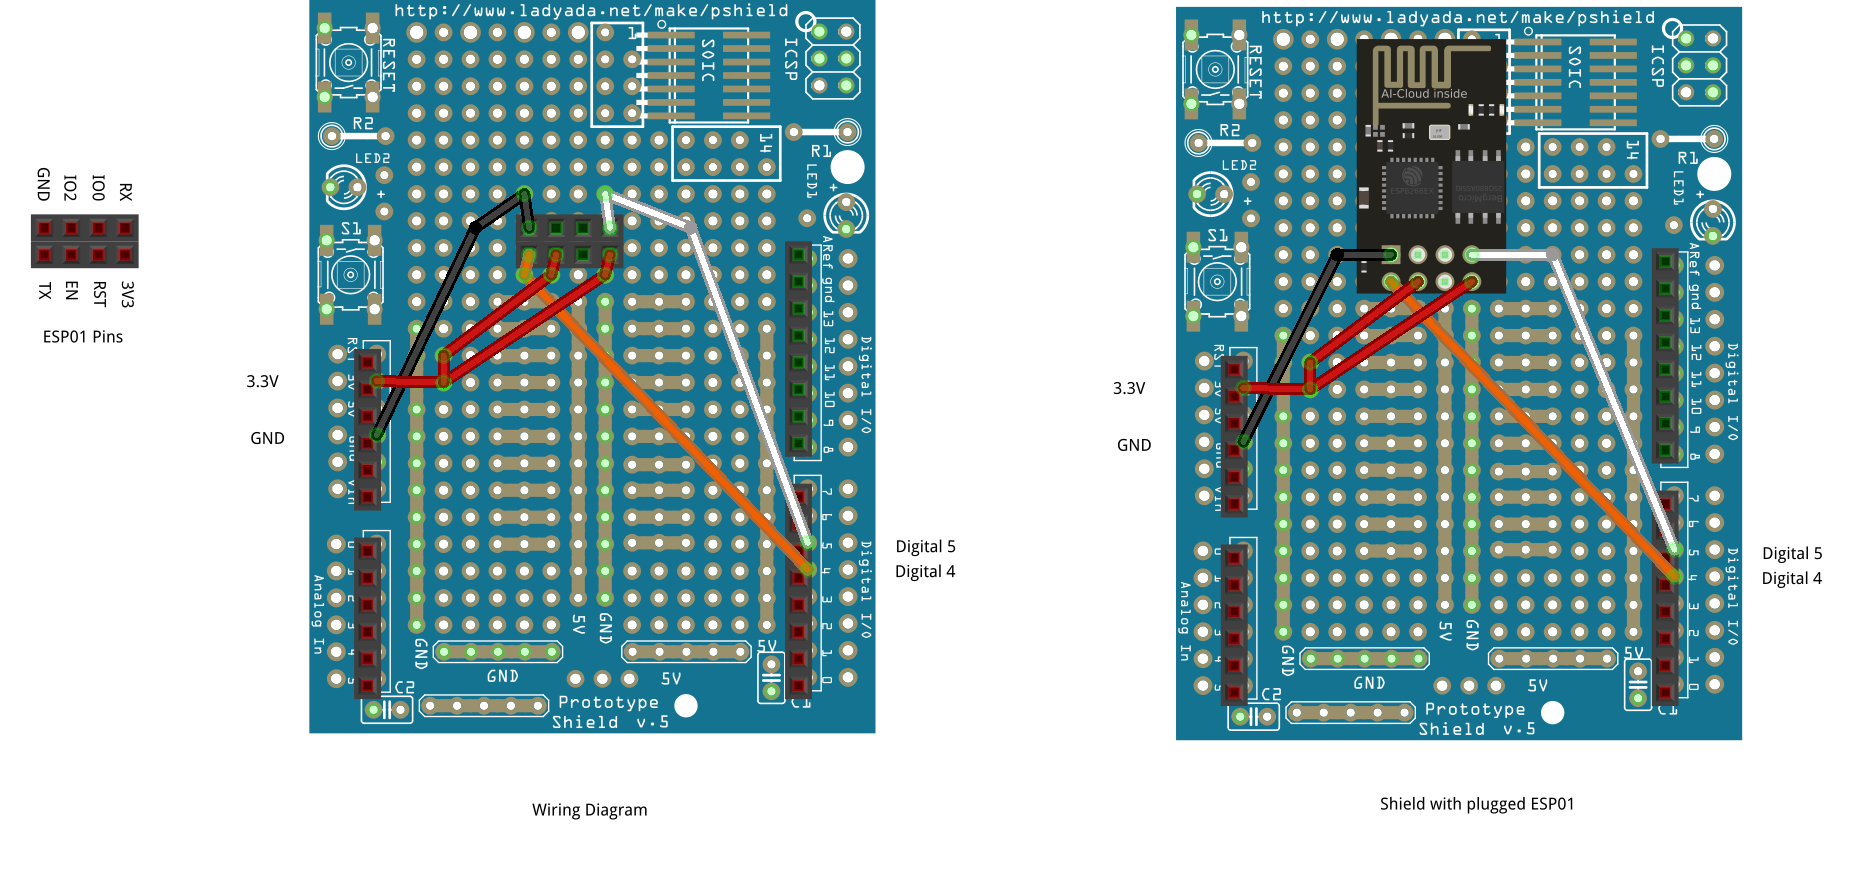 GND IO2 IO0 RX
TX EN RST 3V3
ESP01 Pins
http://www.ladyada.net/make/pshield
RESET
1
SOIC
ICSP
R2
14
R1
LED2
+
LED1
+
S1
ARef
gnd
13
12
11
10
9
8
Digital I/O
3.3V
GND
7
6
5
4
3
2
1
0
Digital I/O
Digital 5
Digital 4
Analog In
GND
5V
GND
GND
5V
5V
C2
C1
Prototype
Shield v.5
Wiring Diagram
http://www.ladyada.net/make/pshield
RESET
AI-Cloud inside
SOIC
ICSP
R2
14
R1
LED2
+
LED1
+
ESP8266EX
BergMicro
25Q80ASSIG
S1
ARef
gnd
13
12
11
10
9
8
Digital I/O
3.3V
GND
7
6
5
4
3
2
1
0
Digital I/O
Digital 5
Digital 4
Analog In
GND
5V
GND
GND
5V
5V
C2
C1
Prototype
Shield v.5
Shield with plugged ESP01